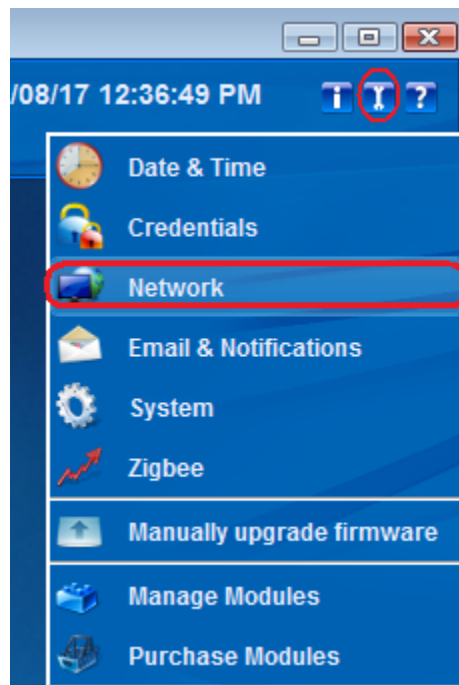 /08/17 12:36:49 PM
i ?
Date & Time
Credentials
Network
Email & Notifications
System
Zigbee
Manually upgrade firmware
Manage Modules
Purchase Modules